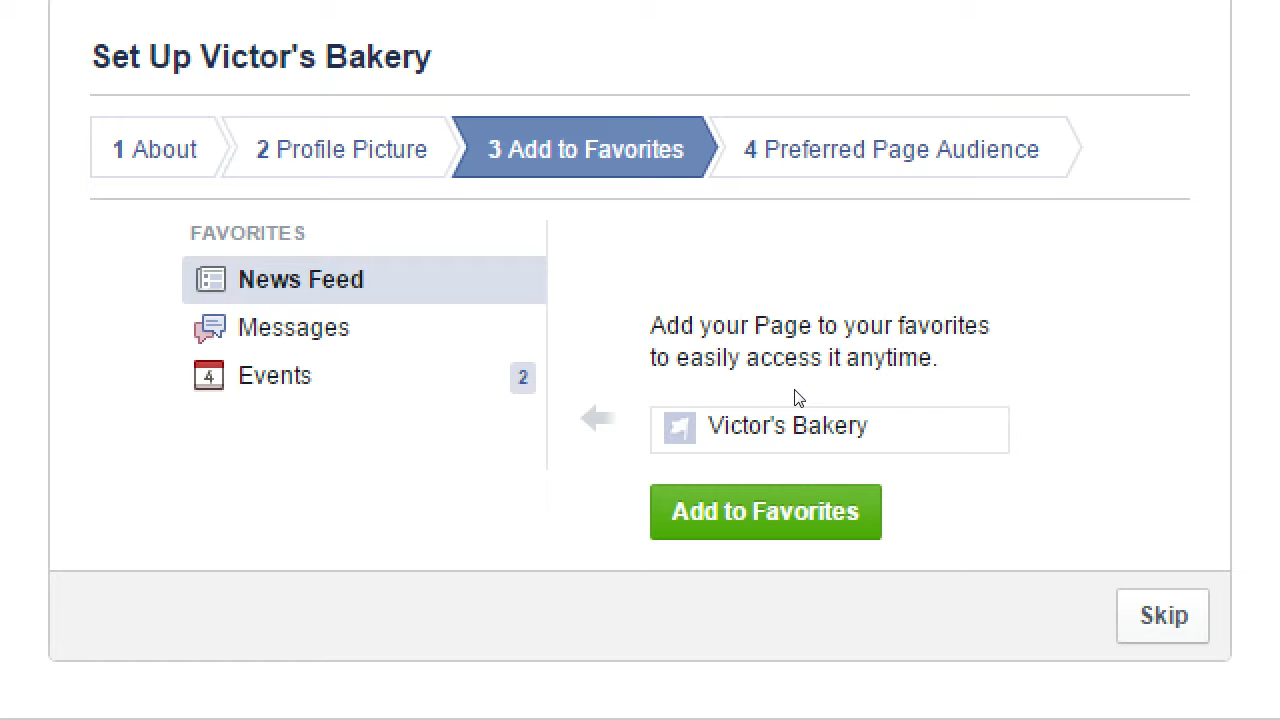 Set Up Victor's Bakery
1 About 2 Profile Picture 3 Add to Favorites 4 Preferred Page Audience
FAVORITES
News Feed
Messages
4 Events 2
Add your Page to your favorites
to easily access it anytime.
Victor's Bakery
Add to Favorites
Skip